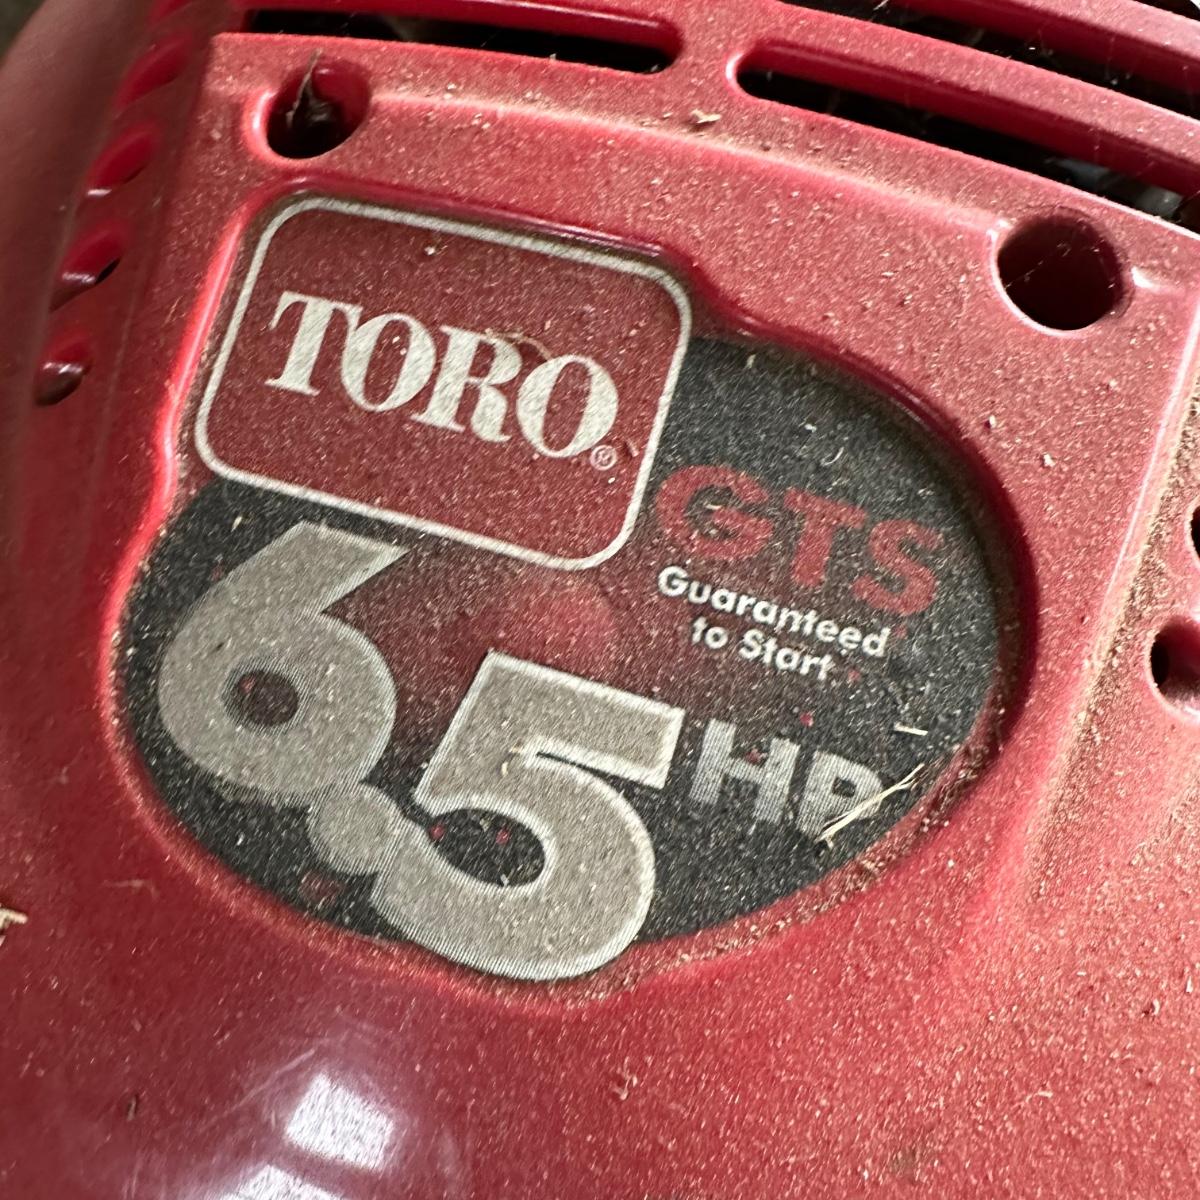 TORO®
GTS
Guaranteed
to Start
6.5 HP